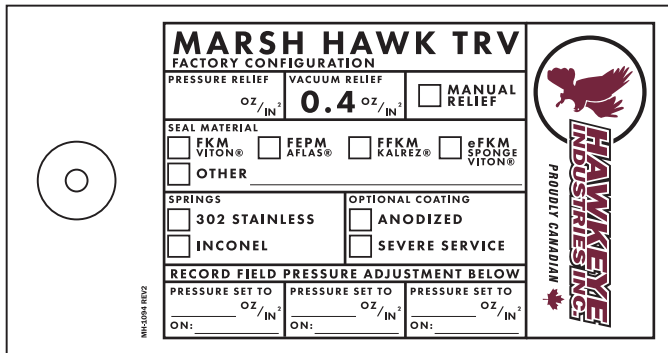 MARSH HAWK TRV
FACTORY CONFIGURATION
PRESSURE RELIEF
OZ/IN²
VACUUM RELIEF
0.4 OZ/IN²
MANUAL
RELIEF
SEAL MATERIAL
FKM
VITON®
FEPM
AFLAS®
FFKM
KALREZ®
eFKM
SPONGE
VITON®
OTHER
SPRINGS
302 STAINLESS
INCONEL
OPTIONAL COATING
ANODIZED
SEVERE SERVICE
RECORD FIELD PRESSURE ADJUSTMENT BELOW
PRESSURE SET TO
OZ/IN²
ON:
PRESSURE SET TO
OZ/IN²
ON:
PRESSURE SET TO
OZ/IN²
ON:
MH-1094 REV2
HAWKEYE
INDUSTRIES INC.
PROUDLY CANADIAN